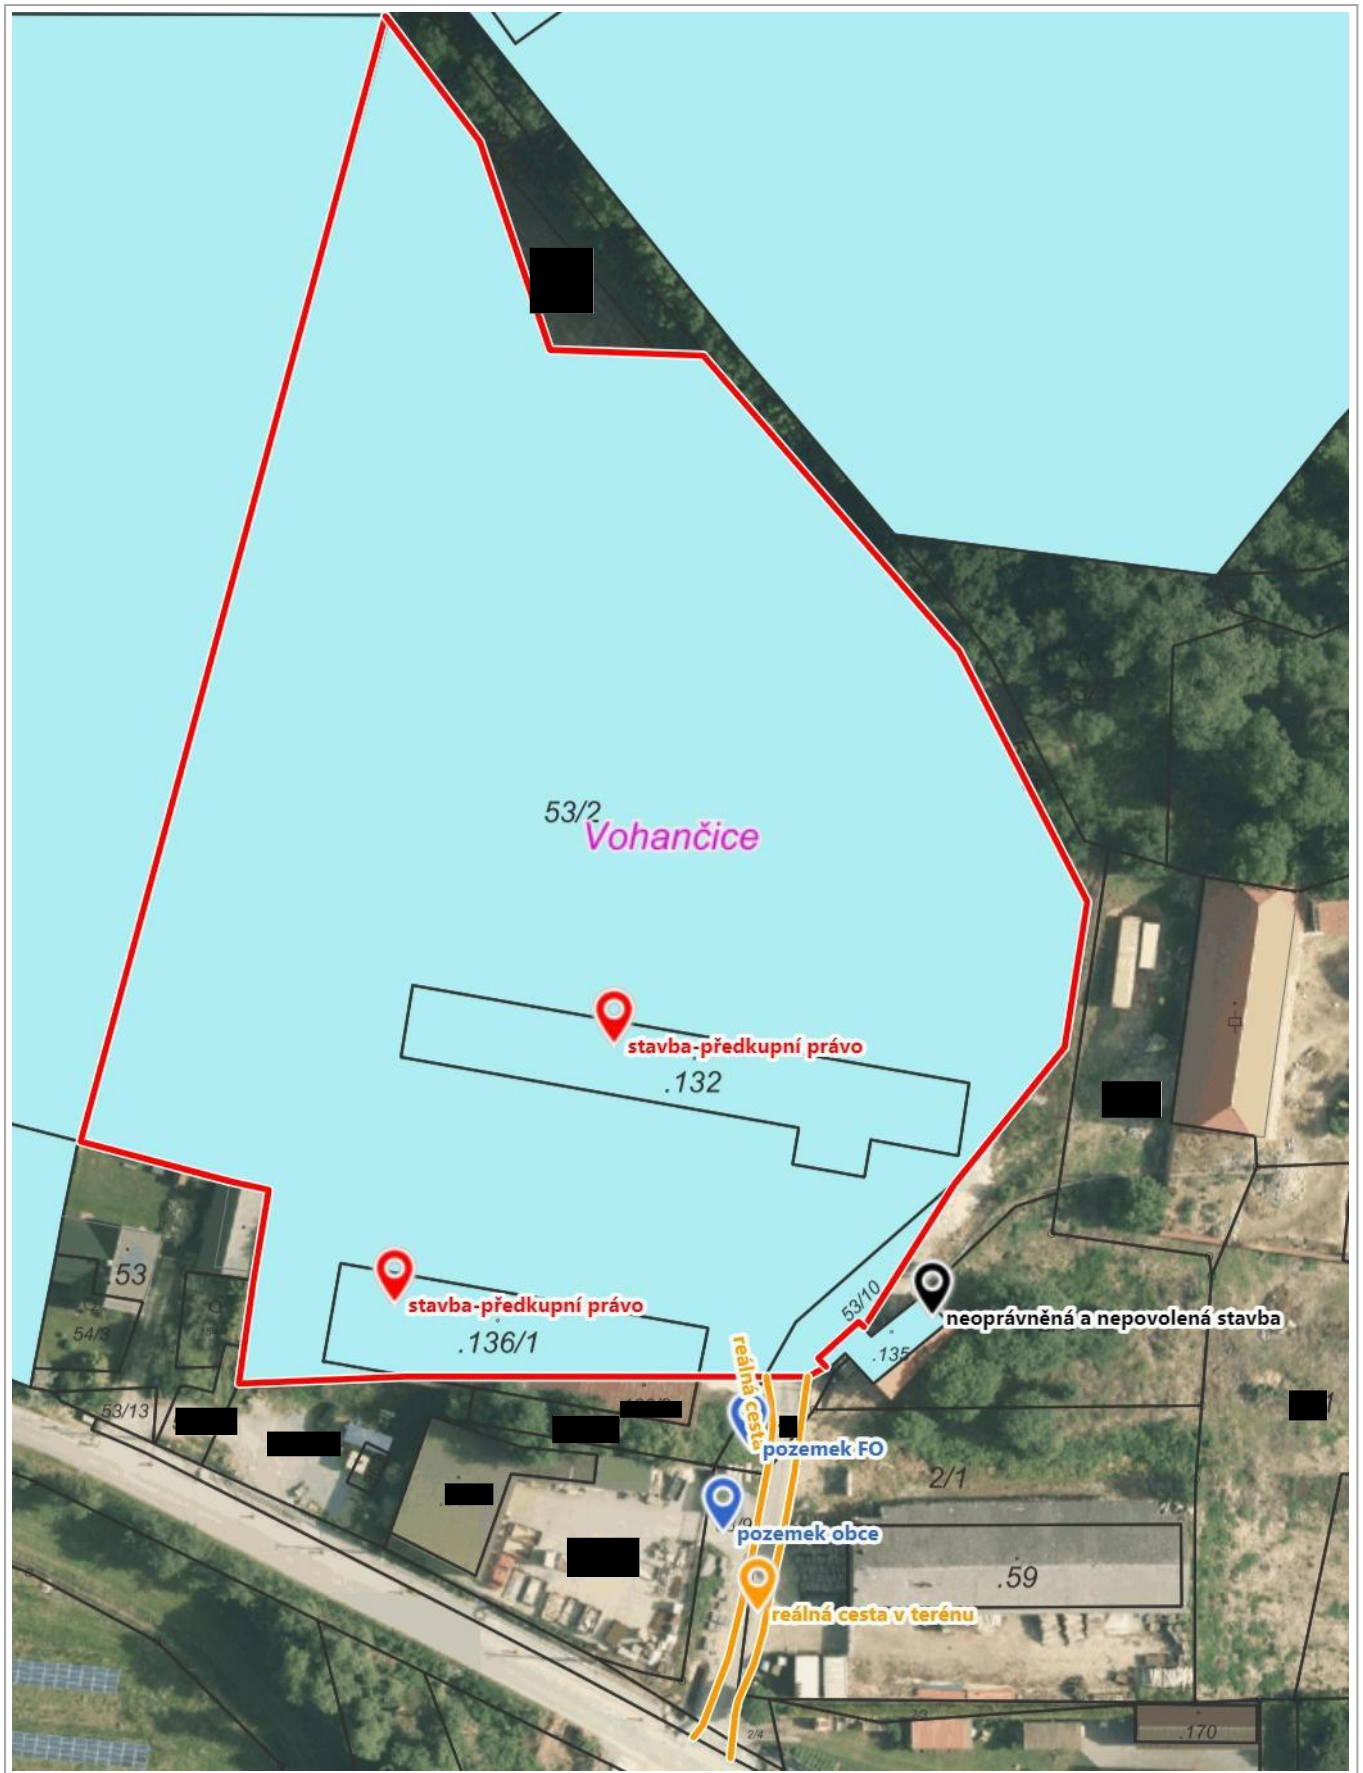 53/2
Vohančice
stavba-předkupní právo
.132
53
stavba-předkupní právo
.136/1
54/3
53/10
neoprávněná a nepovolená stavba
.135
reálná cesta
53/13
pozemek FO
2/1
pozemek obce
.59
reálná cesta v terénu
2/4
.170